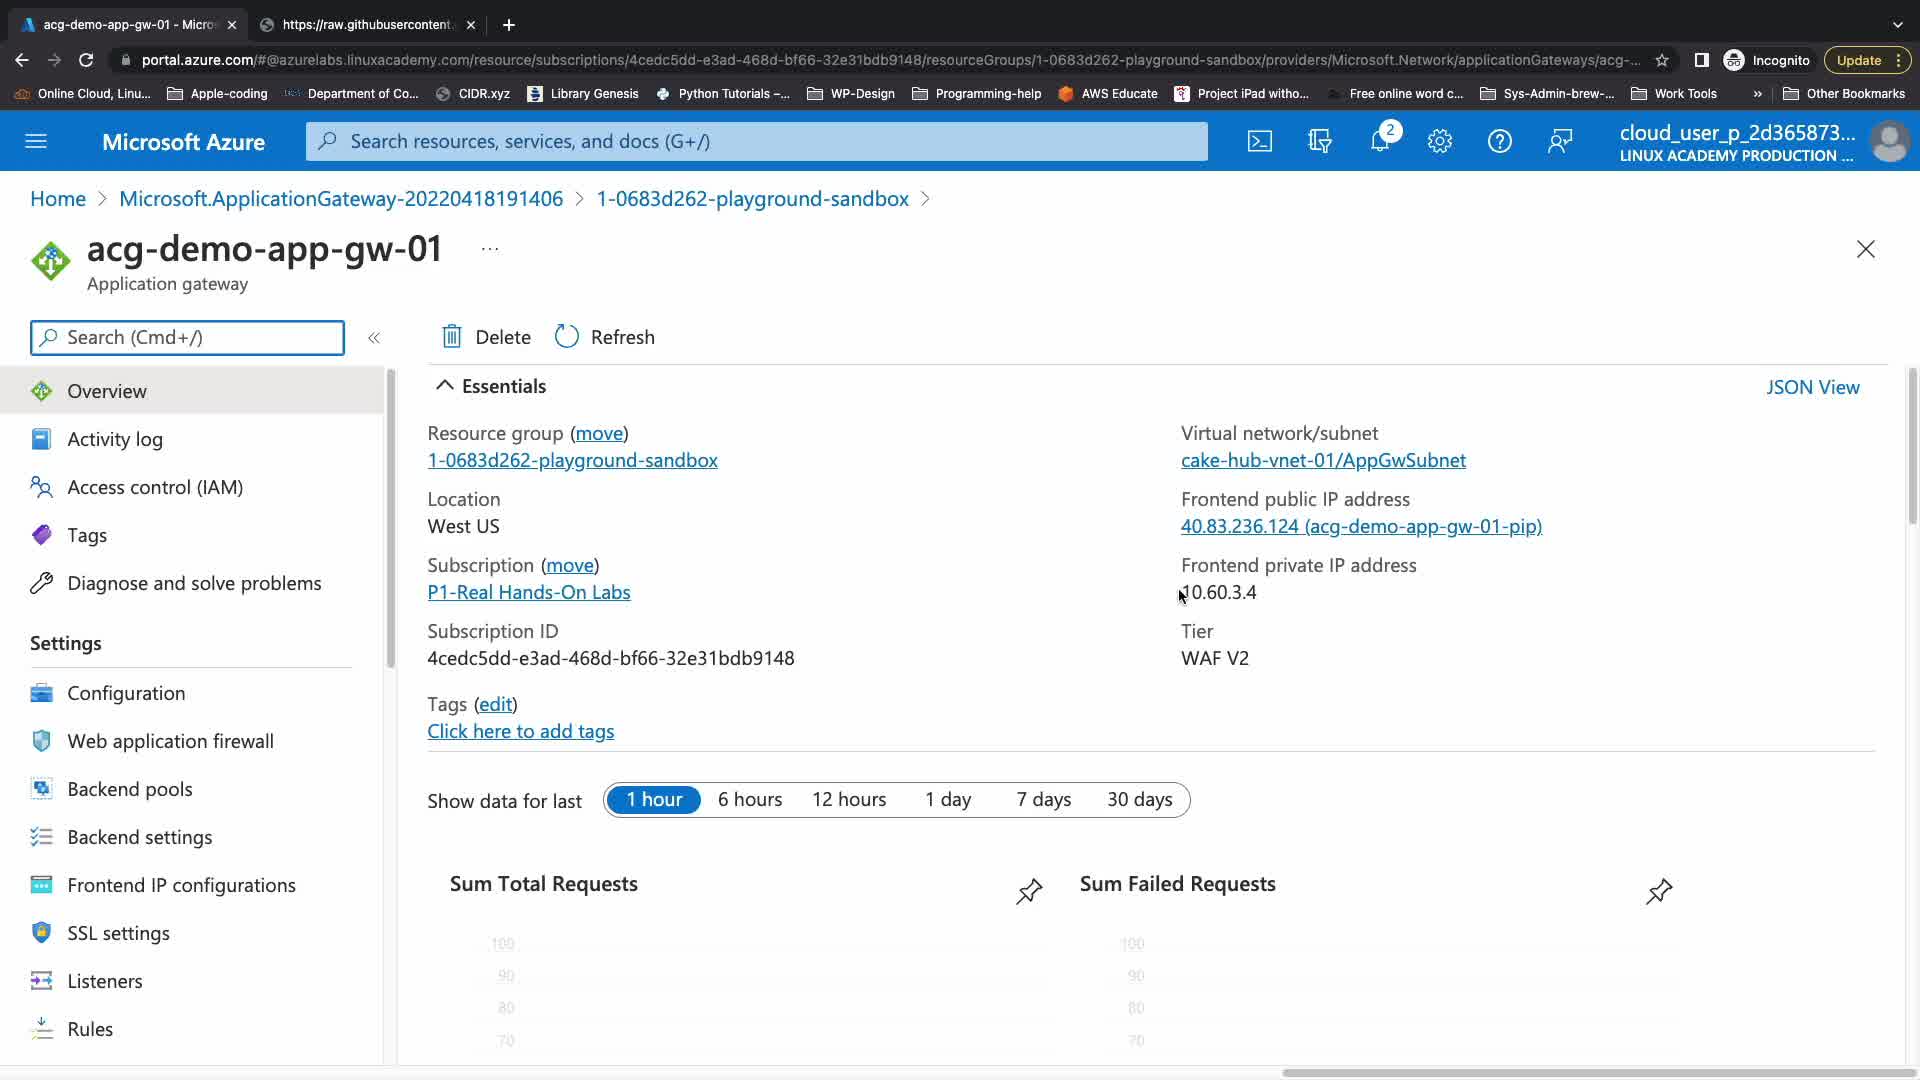 acg-demo-app-gw-01 - Micros
https://raw.githubusercontent.
portal.azure.com/#@azurelabs.linuxacademy.com/resource/subscriptions/4cedc5dd-e3ad-468d-bf66-32e31bdb9148/resourceGroups/1-0683d262-playground-sandbox/providers/Microsoft.Network/applicationGateways/acg-...
Incognito
Update
Online Cloud, Linu...
Apple-coding
Department of Co...
CIDR.xyz
Library Genesis
Python Tutorials –...
WP-Design
Programming-help
AWS Educate
Project iPad witho...
Free online word c...
Sys-Admin-brew-...
Work Tools
»
Other Bookmarks
Microsoft Azure
Search resources, services, and docs (G+/)
2
cloud_user_p_2d365873...
LINUX ACADEMY PRODUCTION ...
Home > Microsoft.ApplicationGateway-20220418191406 > 1-0683d262-playground-sandbox >
acg-demo-app-gw-01 ...
Application gateway
Search (Cmd+/)
«
Delete
Refresh
Overview
Activity log
Access control (IAM)
Tags
Diagnose and solve problems
Settings
Configuration
Web application firewall
Backend pools
Backend settings
Frontend IP configurations
SSL settings
Listeners
Rules
Essentials
JSON View
Resource group (move)
1-0683d262-playground-sandbox
Location
West US
Subscription (move)
P1-Real Hands-On Labs
Subscription ID
4cedc5dd-e3ad-468d-bf66-32e31bdb9148
Tags (edit)
Click here to add tags
Virtual network/subnet
cake-hub-vnet-01/AppGwSubnet
Frontend public IP address
40.83.236.124 (acg-demo-app-gw-01-pip)
Frontend private IP address
10.60.3.4
Tier
WAF V2
Show data for last
1 hour
6 hours
12 hours
1 day
7 days
30 days
Sum Total Requests
100
90
80
70
Sum Failed Requests
100
90
80
70